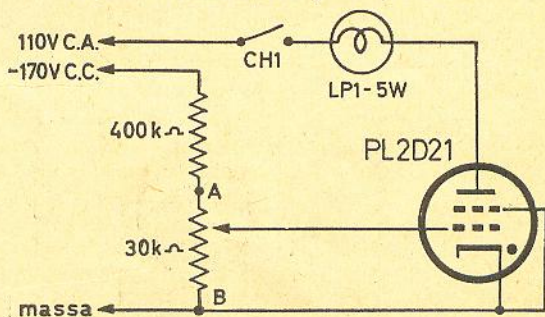 110V C.A.
-170V C.C.
CH1
LP1-5W
400kΩ
PL2D21
A
30kΩ
B
massa